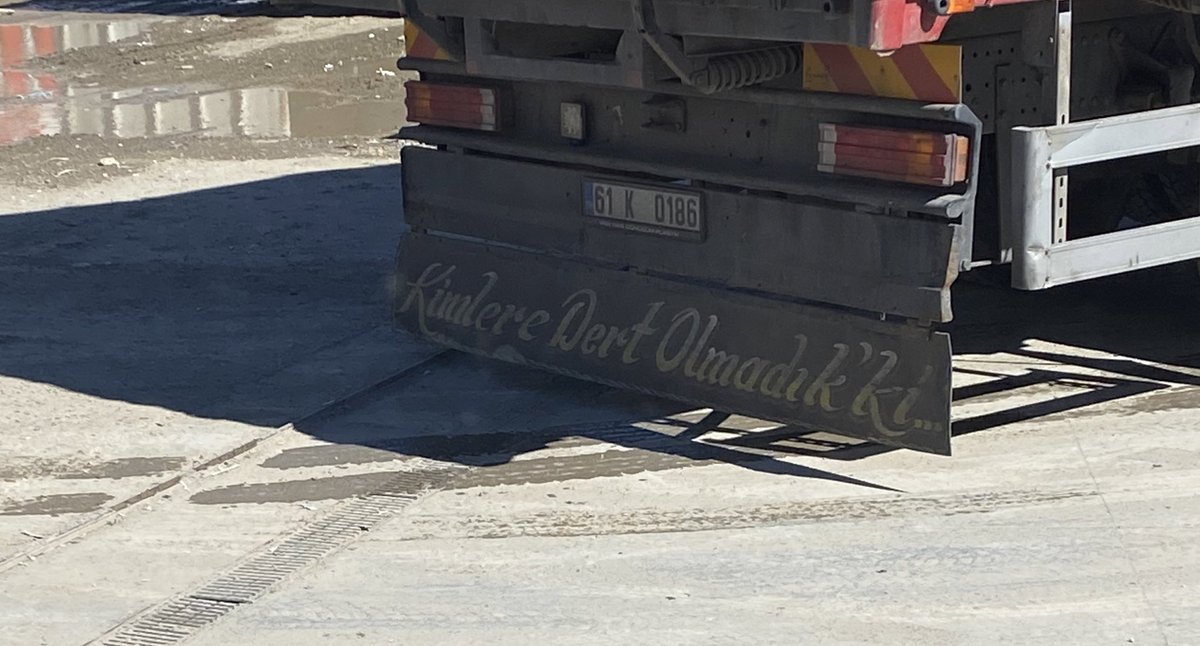 61 K 0186
Kimlere Dert Olmadık'ki...